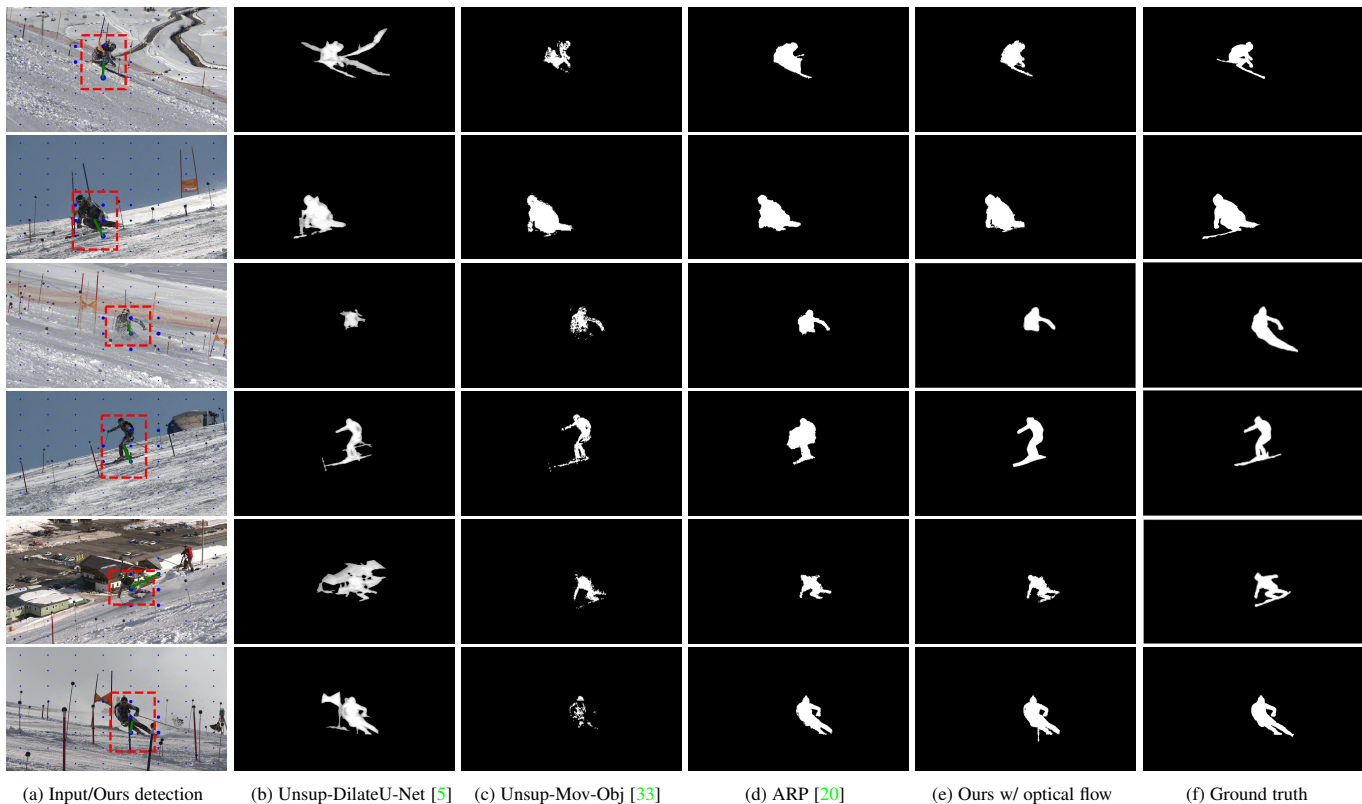 (a) Input/Ours detection
(b) Unsup-DilateU-Net [5]
(c) Unsup-Mov-Obj [33]
(d) ARP [20]
(e) Ours w/ optical flow
(f) Ground truth